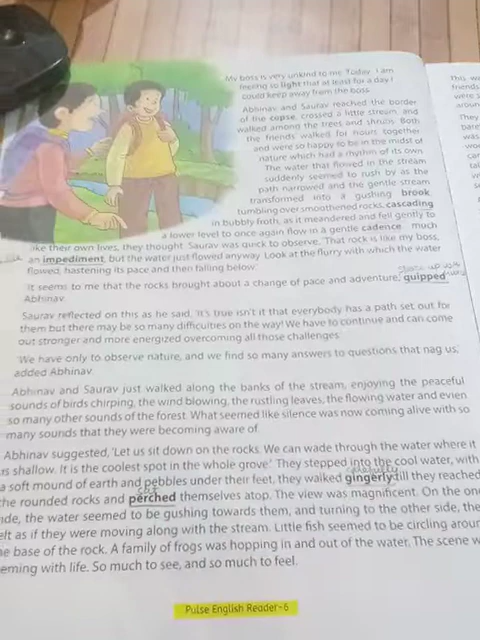 My boss is very unkind to me. Today, I am
feeling so light that at least for a day I
could keep away from the boss.
Abhinav and Saurav reached the border
of the copse, crossed a little stream, and
walked among the trees and shrubs. Both
the friends walked for hours together
and were so happy to be in the midst of
nature which had a rhythm of its own.
The water that flowed in the stream
suddenly seemed to rush by as the
path narrowed and the gentle stream
transformed into a gushing brook,
tumbling over smoothened rocks, cascading
in bubbly froth, as it meandered and fell gently to
a lower level to once again flow in a gentle cadence much
like their own lives, they thought. Saurav was quick to observe, 'That rock is like my boss,
an impediment, but the water just flowed anyway. Look at the flurry with which the water
flowed, hastening its pace and then falling below.'
'It seems to me that the rocks brought about a change of pace and adventure,' quipped
Abhinav.
Saurav reflected on this as he said, 'It's true isn't it that everybody has a path set out for
them but there may be so many difficulties on the way! We have to continue and can come
out stronger and more energized overcoming all those challenges.'
'We have only to observe nature, and we find so many answers to questions that nag us,'
added Abhinav.
Abhinav and Saurav just walked along the banks of the stream, enjoying the peaceful
sounds of birds chirping, the wind blowing, the rustling leaves, the flowing water and even
so many other sounds of the forest. What seemed like silence was now coming alive with so
many sounds that they were becoming aware of.
Abhinav suggested, 'Let us sit down on the rocks. We can wade through the water where it
is shallow. It is the coolest spot in the whole grove.' They stepped into the cool water, with
carefully
a soft mound of earth and pebbles under their feet, they walked gingerly till they reached
sat
the rounded rocks and perched themselves atop. The view was magnificent. On the one
ide, the water seemed to be gushing towards them, and turning to the other side, the
elt as if they were moving along with the stream. Little fish seemed to be circling aroun
he base of the rock. A family of frogs was hopping in and out of the water. The scene w
eming with life. So much to see, and so much to feel.
Pulse English Reader-6
This
friends
were
They